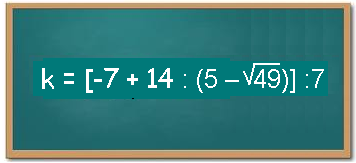 k = [-7 + 14 : (5 – √49)] :7